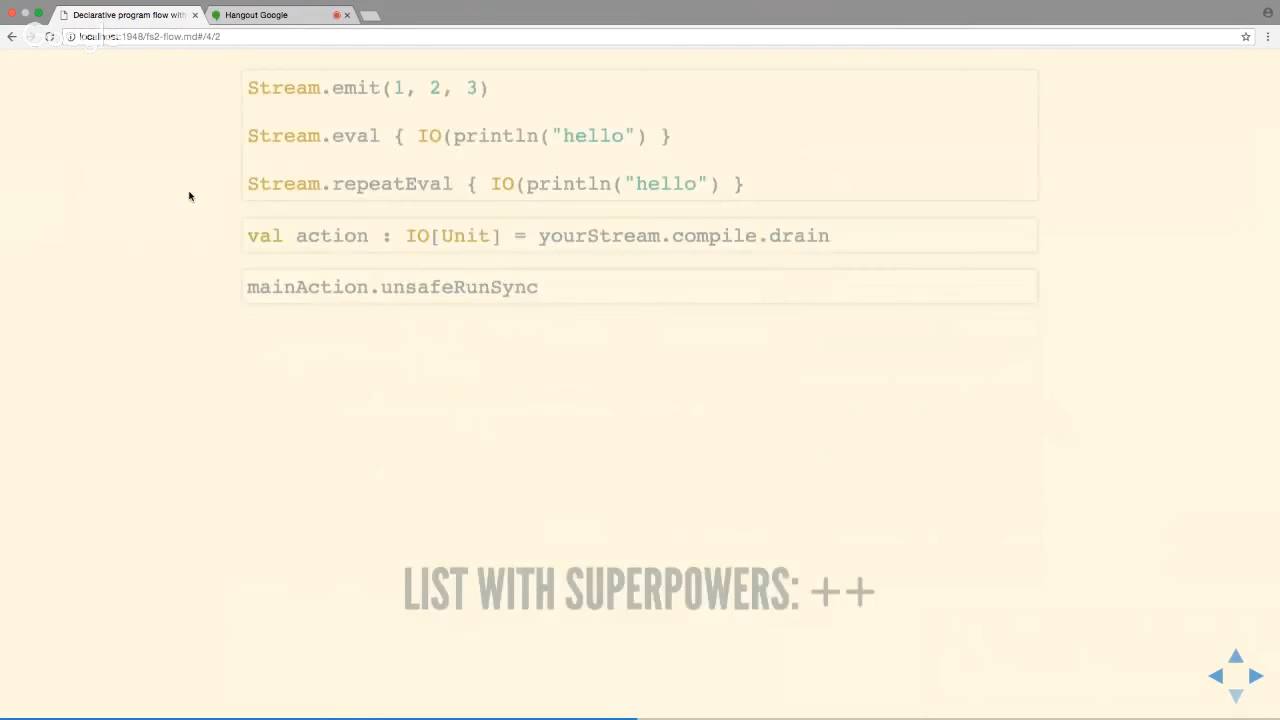 Declarative program flow with
Hangout Google
1948/fs2-flow.md#/4/2
Stream.emit(1, 2, 3)
Stream.eval { IO(println("hello") }
Stream.repeatEval { IO(println("hello") }
val action : IO[Unit] = yourStream.compile.drain
mainAction.unsafeRunSync
LIST WITH SUPERPOWERS: ++